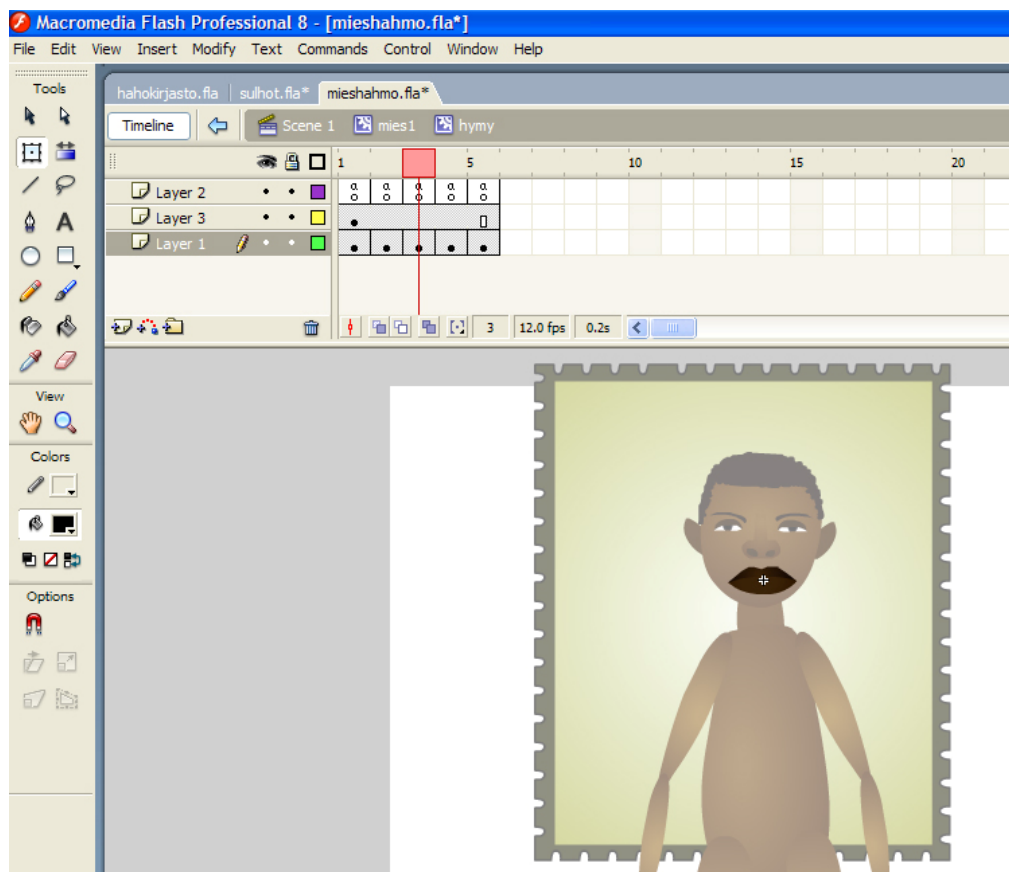 Macromedia Flash Professional 8 - [mieshahmo.fla*]
File Edit View Insert Modify Text Commands Control Window Help
Tools
hahokirjasto.fla sulhot.fla* mieshahmo.fla*
Timeline Scene 1 mies1 hymy
1 5 10 15 20
Layer 2
a a a a a
Layer 3
Layer 1
A
3 12.0 fps 0.2s
View
Colors
Options